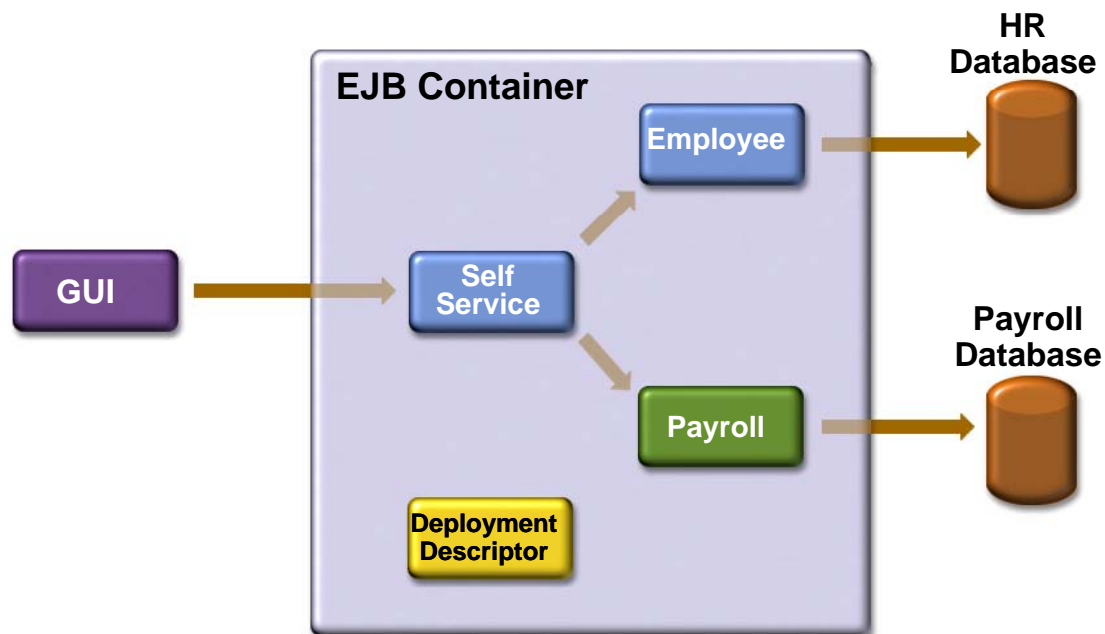 HR
Database
EJB Container
Employee
GUI
Self
Service
Payroll
Database
Payroll
Deployment
Descriptor